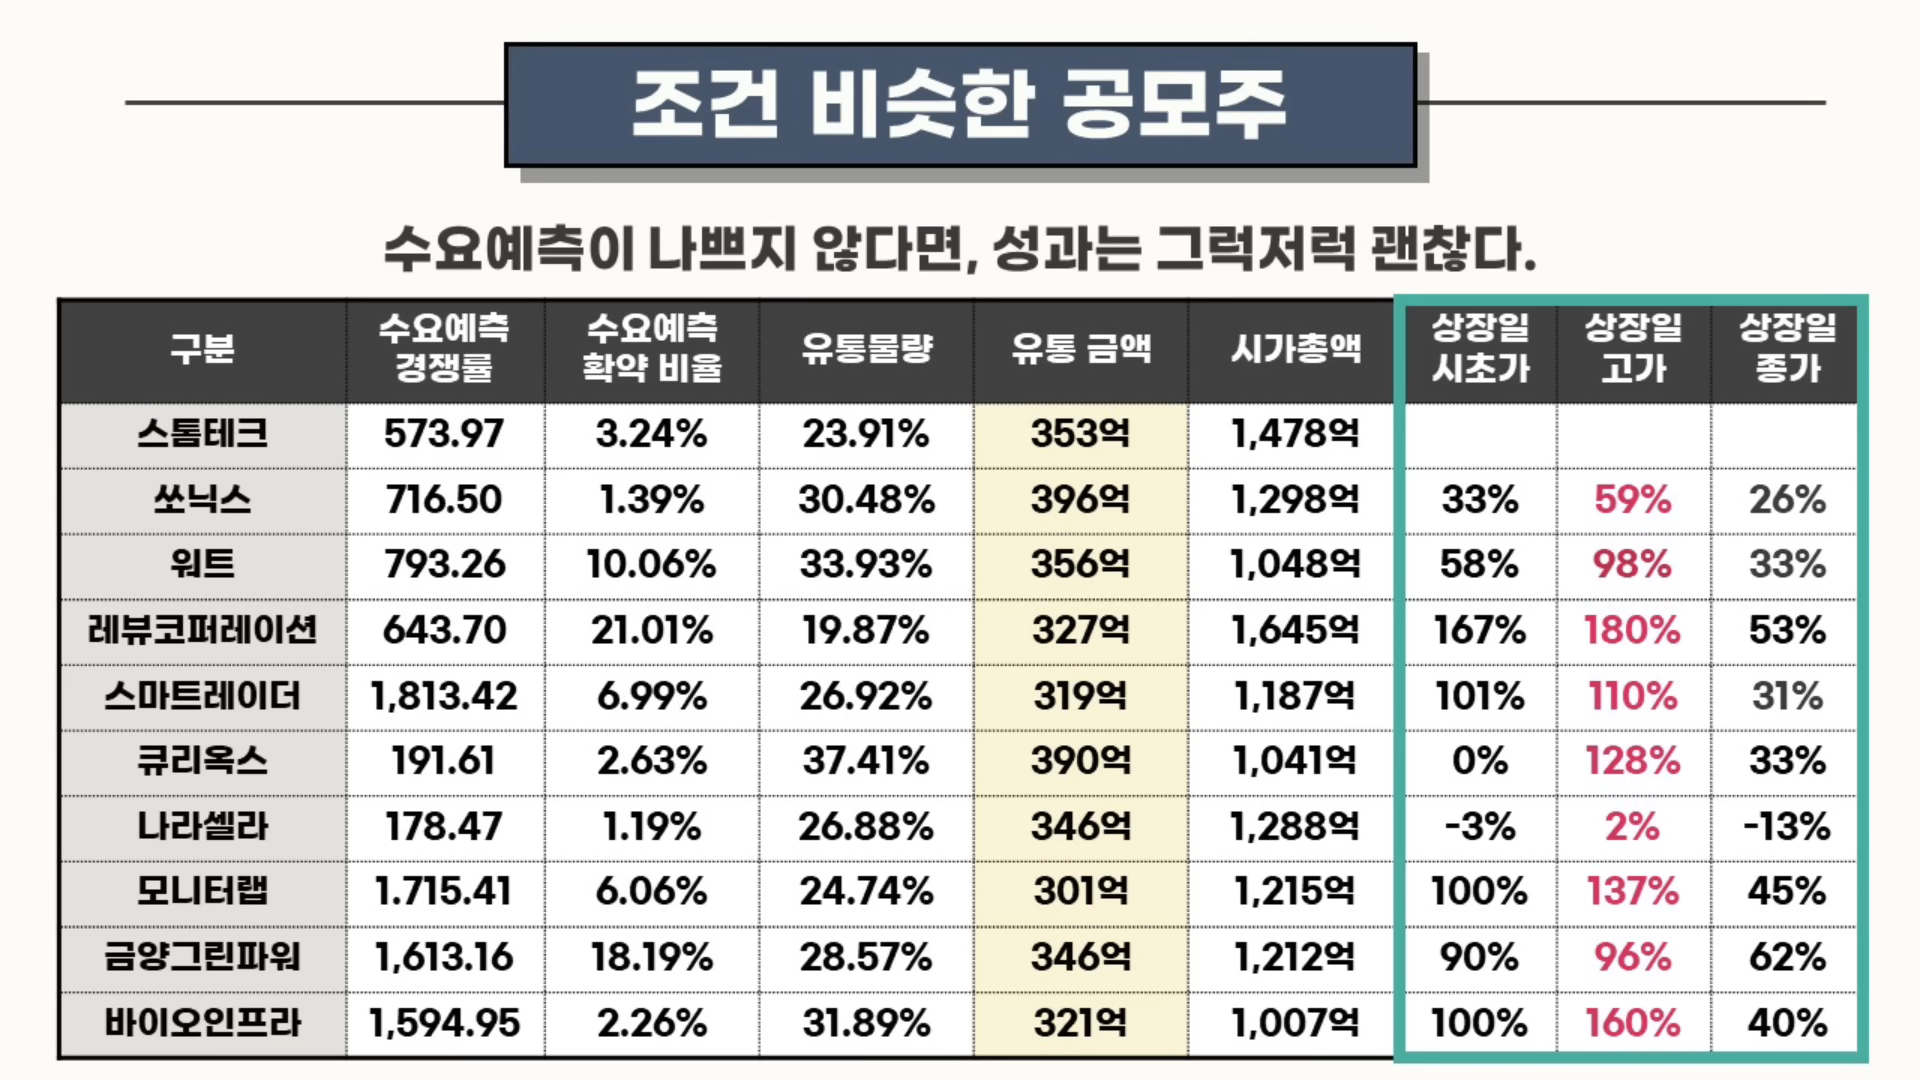 조건 비슷한 공모주
수요예측이 나쁘지 않다면, 성과는 그럭저럭 괜찮다.
구분 수요예측 경쟁률 수요예측 확약 비율 유통물량 유통 금액 시가총액 상장일 시초가 상장일 고가 상장일 종가
스톰테크 573.97 3.24% 23.91% 353억 1,478억
쏘닉스 716.50 1.39% 30.48% 396억 1,298억 33% 59% 26%
워트 793.26 10.06% 33.93% 356억 1,048억 58% 98% 33%
레뷰코퍼레이션 643.70 21.01% 19.87% 327억 1,645억 167% 180% 53%
스마트레이더 1,813.42 6.99% 26.92% 319억 1,187억 101% 110% 31%
큐리옥스 191.61 2.63% 37.41% 390억 1,041억 0% 128% 33%
나라셀라 178.47 1.19% 26.88% 346억 1,288억 -3% 2% -13%
모니터랩 1.715.41 6.06% 24.74% 301억 1,215억 100% 137% 45%
금양그린파워 1,613.16 18.19% 28.57% 346억 1,212억 90% 96% 62%
바이오인프라 1,594.95 2.26% 31.89% 321억 1,007억 100% 160% 40%